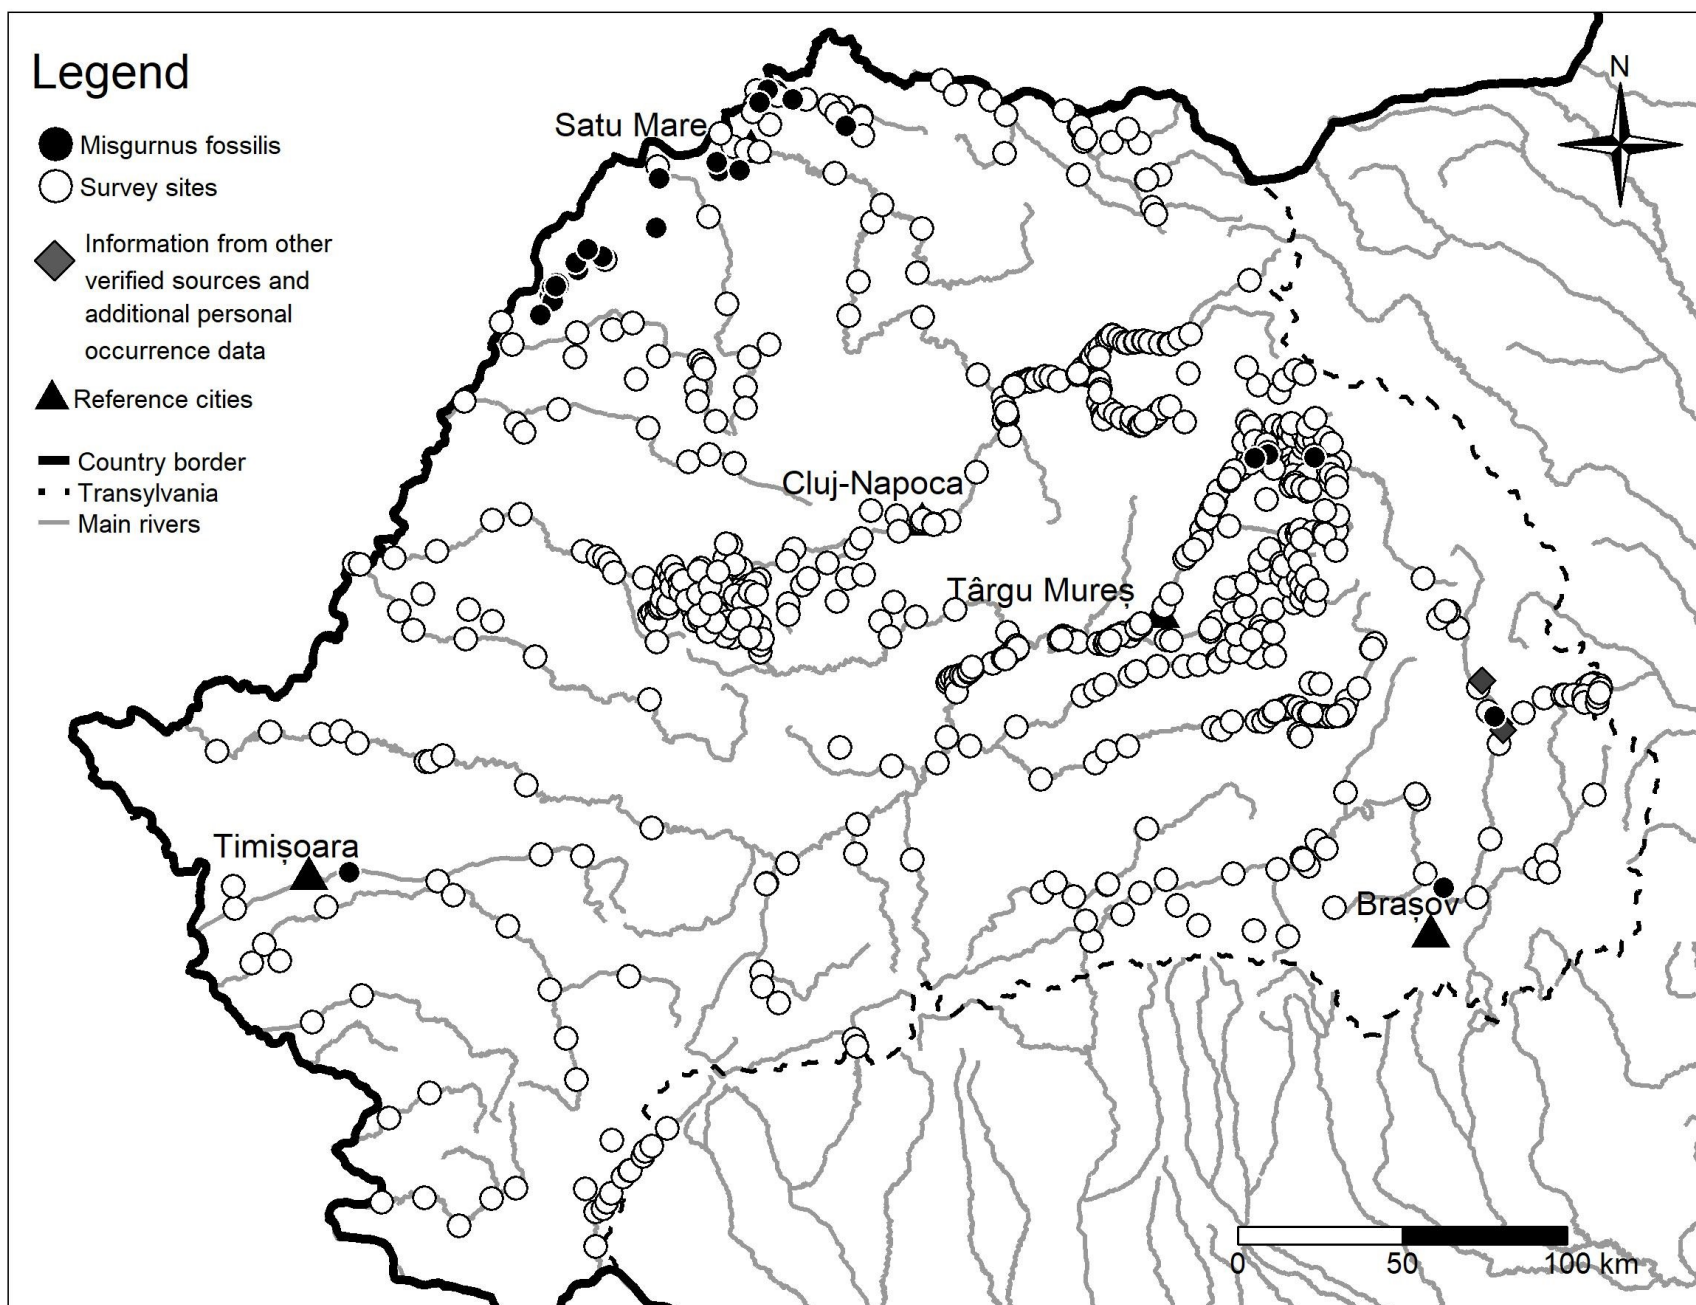 Legend
Misgurnus fossilis
Survey sites
Information from other
verified sources and
additional personal
occurrence data
Reference cities
Country border
Transylvania
Main rivers
N
Satu Mare
Cluj-Napoca
Târgu Mureș
Timișoara
Brașov
0 50 100 km